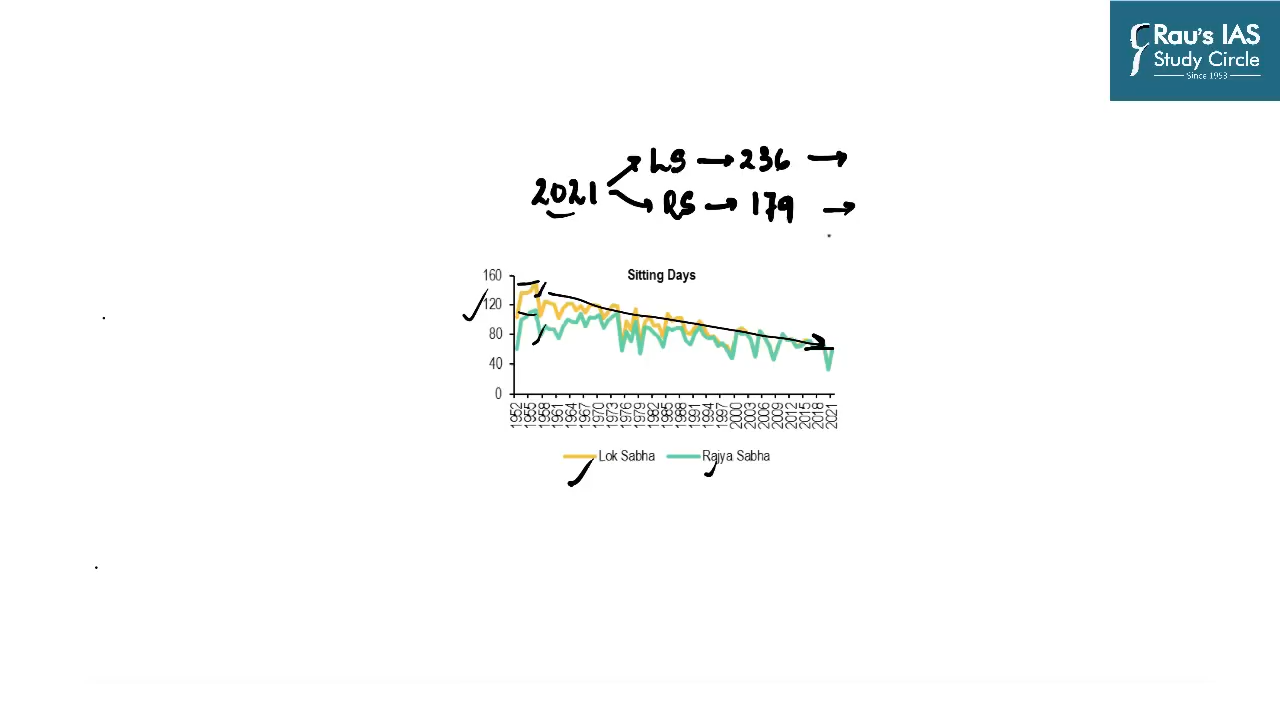 Rau's IAS
Study Circle
Since 1953
LS → 236 →
2021
RS → 179 →
Sitting Days
160
120
80
40
0
1952 1955 1958 1961 1964 1967 1970 1973 1976 1979 1982 1985 1988 1991 1994 1997 2000 2003 2006 2009 2012 2015 2018 2021
Lok Sabha Rajya Sabha